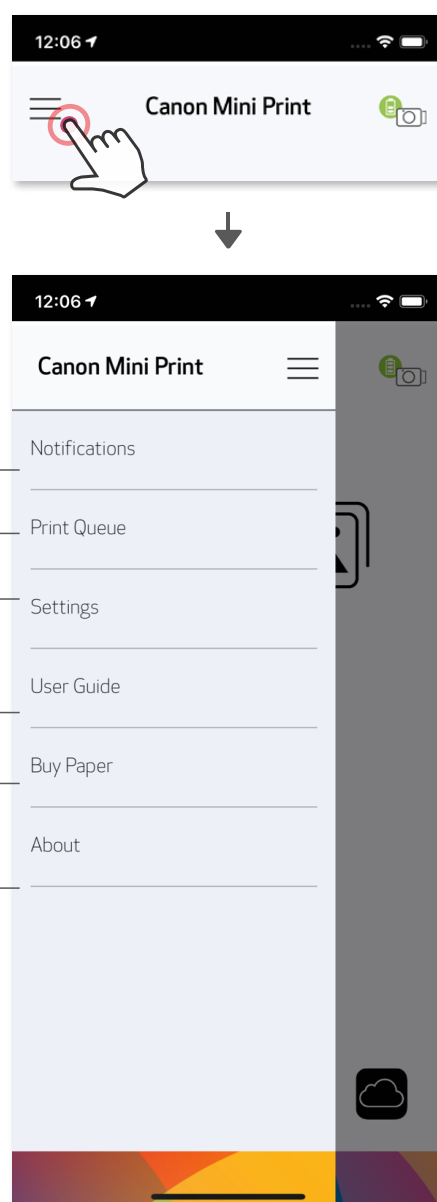 12:06
Canon Mini Print
12:06
Canon Mini Print
Notifications
Print Queue
Settings
User Guide
Buy Paper
About